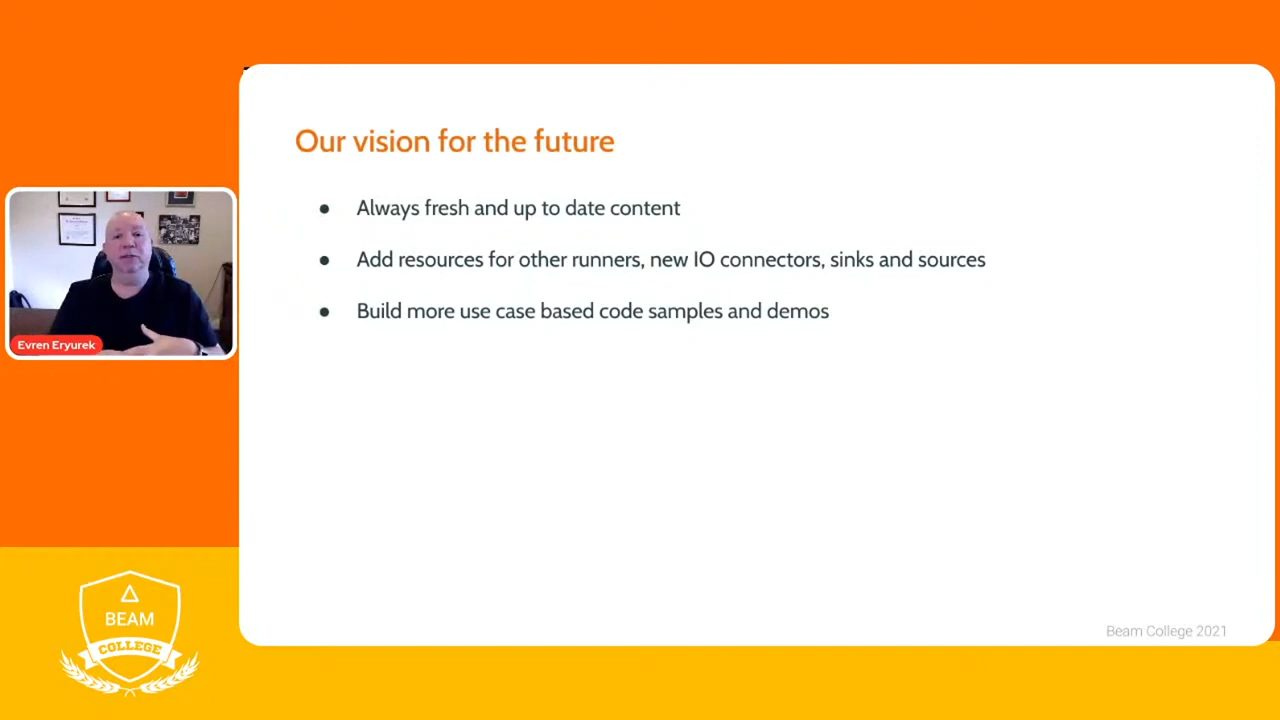 Our vision for the future
● Always fresh and up to date content
● Add resources for other runners, new IO connectors, sinks and sources
● Build more use case based code samples and demos
Evren Eryurek
BEAM
COLLEGE
Beam College 2021